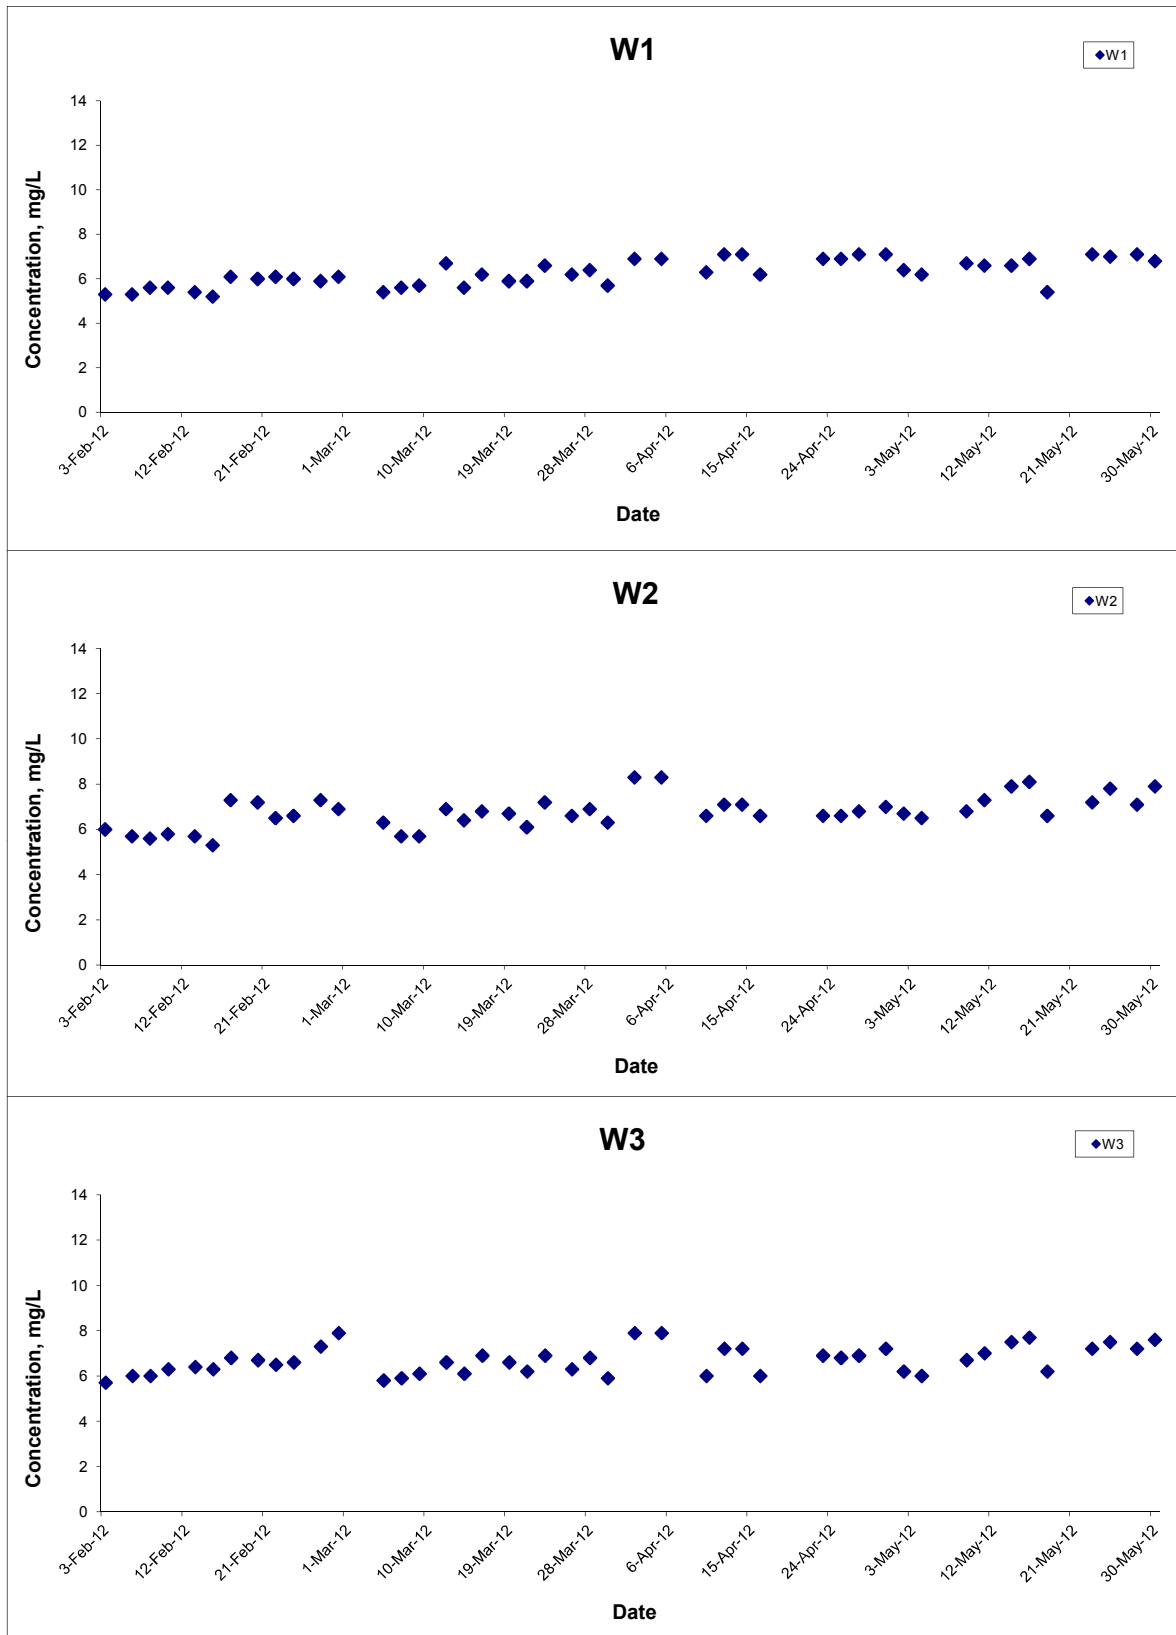 W1
W1
14
12
10
8
6
4
2
0
Concentration, mg/L
3-Feb-12
12-Feb-12
21-Feb-12
1-Mar-12
10-Mar-12
19-Mar-12
28-Mar-12
6-Apr-12
15-Apr-12
24-Apr-12
3-May-12
12-May-12
21-May-12
30-May-12
Date
W2
W2
14
12
10
8
6
4
2
0
Concentration, mg/L
3-Feb-12
12-Feb-12
21-Feb-12
1-Mar-12
10-Mar-12
19-Mar-12
28-Mar-12
6-Apr-12
15-Apr-12
24-Apr-12
3-May-12
12-May-12
21-May-12
30-May-12
Date
W3
W3
14
12
10
8
6
4
2
0
Concentration, mg/L
3-Feb-12
12-Feb-12
21-Feb-12
1-Mar-12
10-Mar-12
19-Mar-12
28-Mar-12
6-Apr-12
15-Apr-12
24-Apr-12
3-May-12
12-May-12
21-May-12
30-May-12
Date